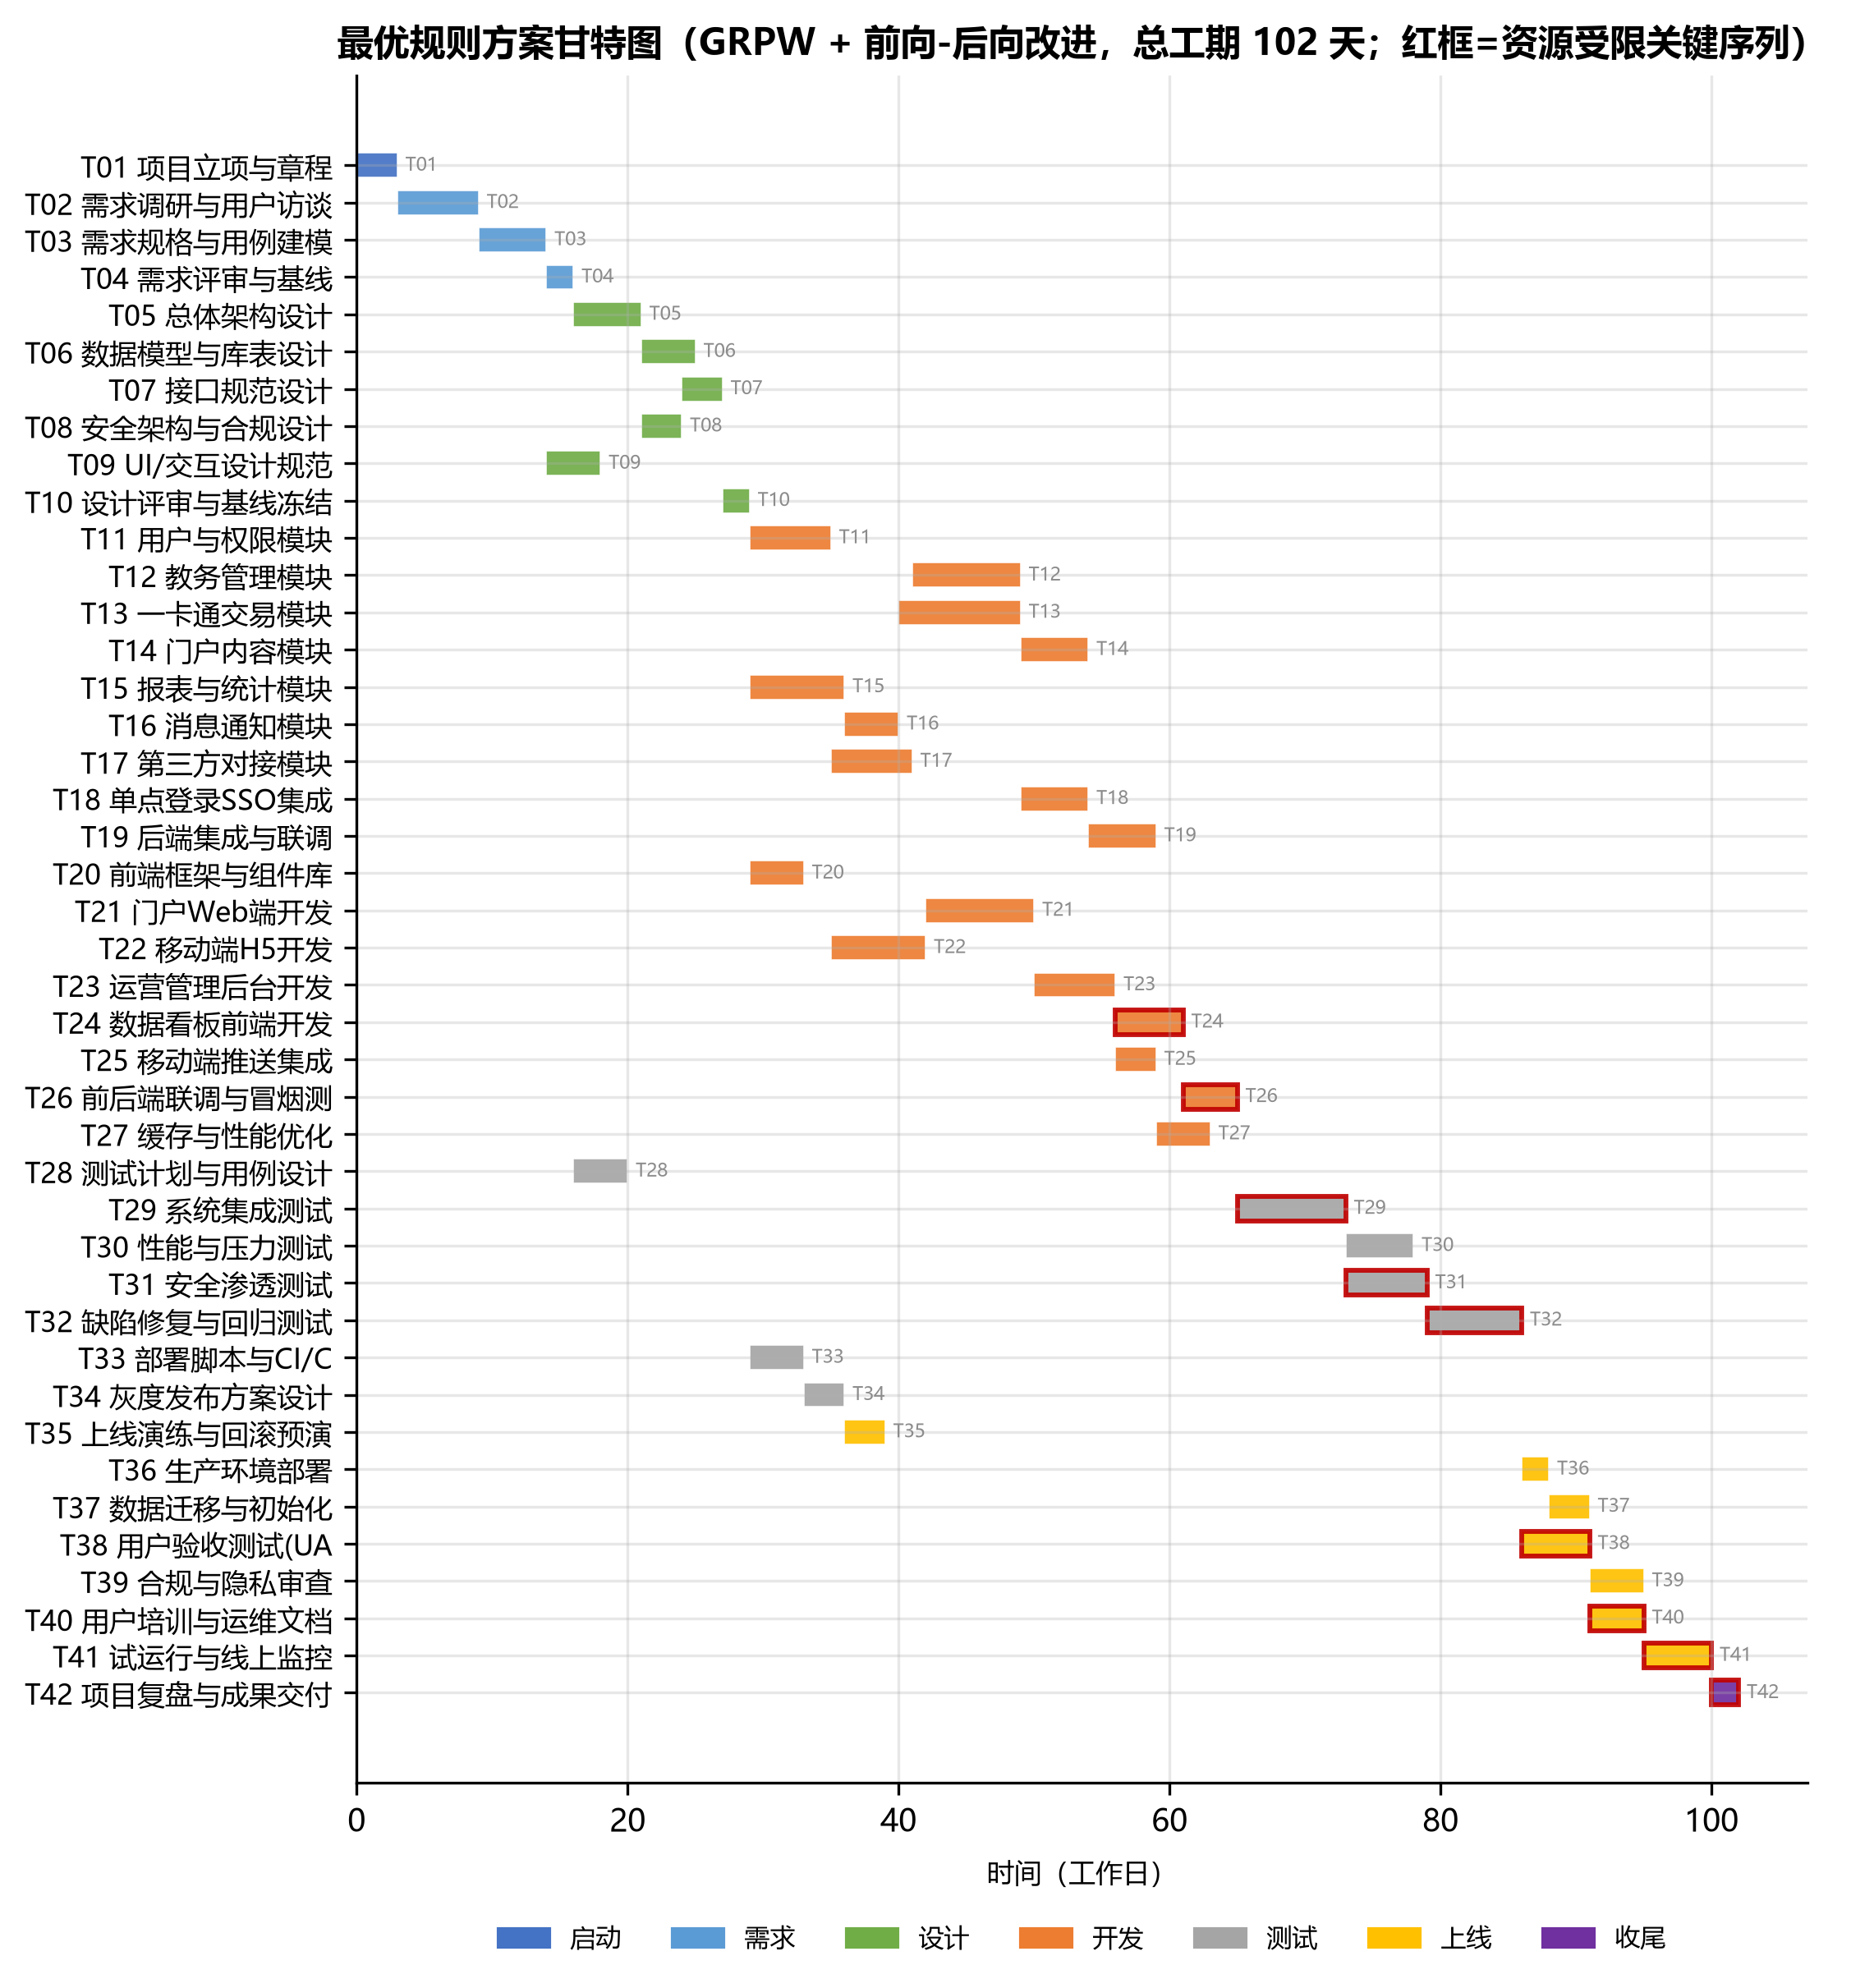 最优规则方案甘特图（GRPW + 前向-后向改进，总工期 102 天；红框=资源受限关键序列）
T01 项目立项与章程 T01
T02 需求调研与用户访谈 T02
T03 需求规格与用例建模 T03
T04 需求评审与基线 T04
T05 总体架构设计 T05
T06 数据模型与库表设计 T06
T07 接口规范设计 T07
T08 安全架构与合规设计 T08
T09 UI/交互设计规范 T09
T10 设计评审与基线冻结 T10
T11 用户与权限模块 T11
T12 教务管理模块 T12
T13 一卡通交易模块 T13
T14 门户内容模块 T14
T15 报表与统计模块 T15
T16 消息通知模块 T16
T17 第三方对接模块 T17
T18 单点登录SSO集成 T18
T19 后端集成与联调 T19
T20 前端框架与组件库 T20
T21 门户Web端开发 T21
T22 移动端H5开发 T22
T23 运营管理后台开发 T23
T24 数据看板前端开发 T24
T25 移动端推送集成 T25
T26 前后端联调与冒烟测 T26
T27 缓存与性能优化 T27
T28 测试计划与用例设计 T28
T29 系统集成测试 T29
T30 性能与压力测试 T30
T31 安全渗透测试 T31
T32 缺陷修复与回归测试 T32
T33 部署脚本与CI/C T33
T34 灰度发布方案设计 T34
T35 上线演练与回滚预演 T35
T36 生产环境部署 T36
T37 数据迁移与初始化 T37
T38 用户验收测试(UA T38
T39 合规与隐私审查 T39
T40 用户培训与运维文档 T40
T41 试运行与线上监控 T41
T42 项目复盘与成果交付 T42
0 20 40 60 80 100
时间（工作日）
启动 需求 设计 开发 测试 上线 收尾